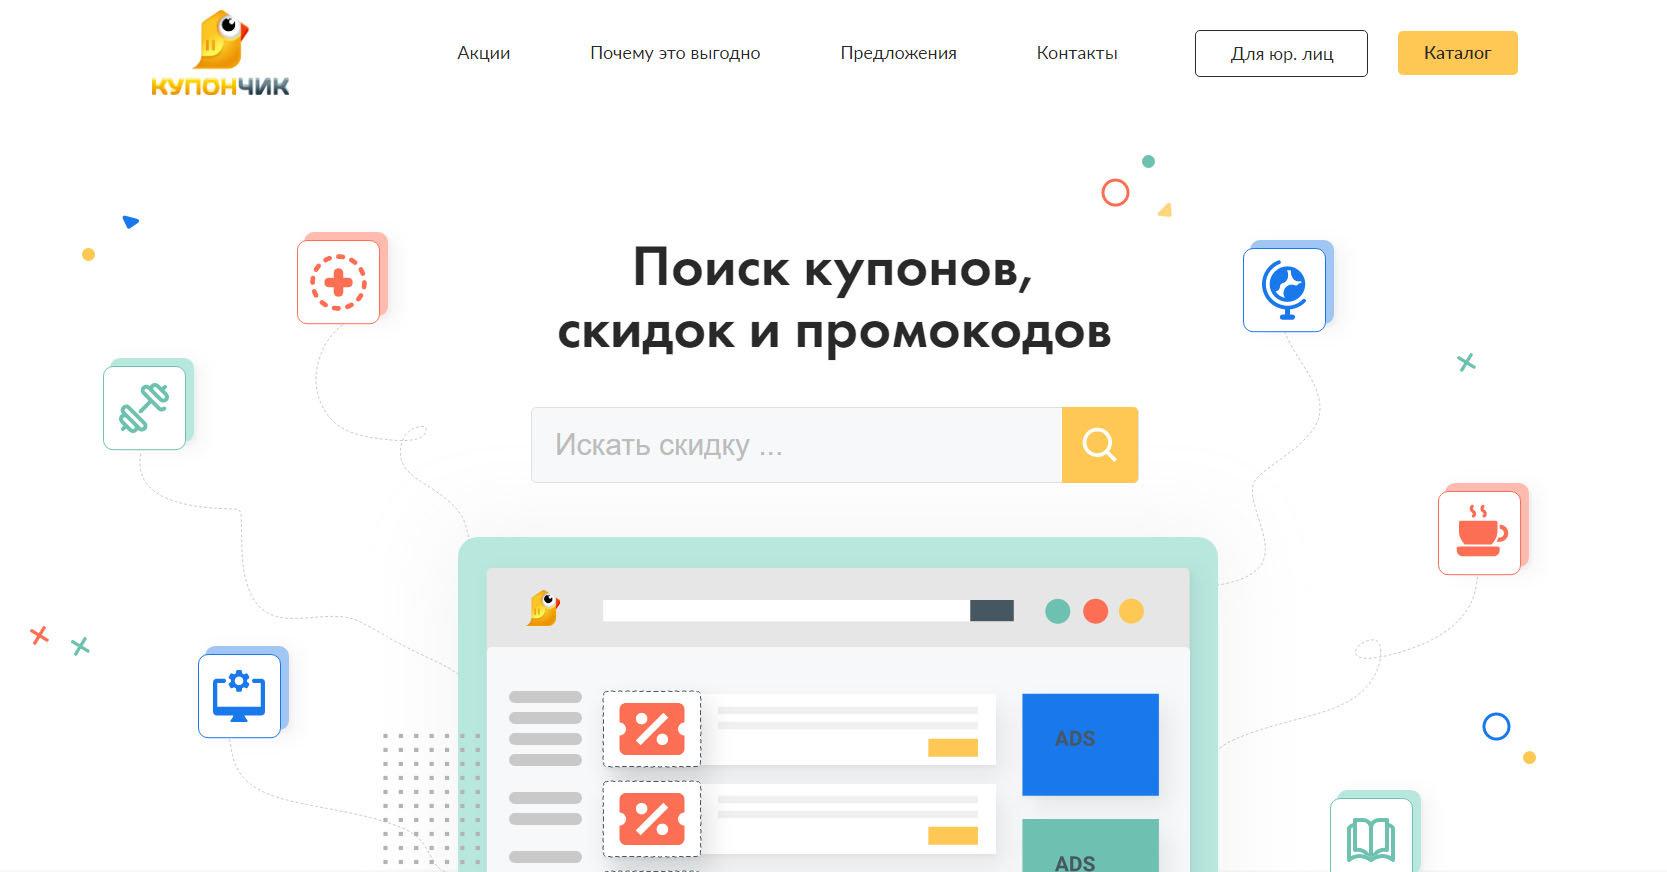 КУПОНЧИК
Акции
Почему это выгодно
Предложения
Контакты
Для юр. лиц
Каталог
Поиск купонов,
скидок и промокодов
Искать скидку ...
ADS
ADS